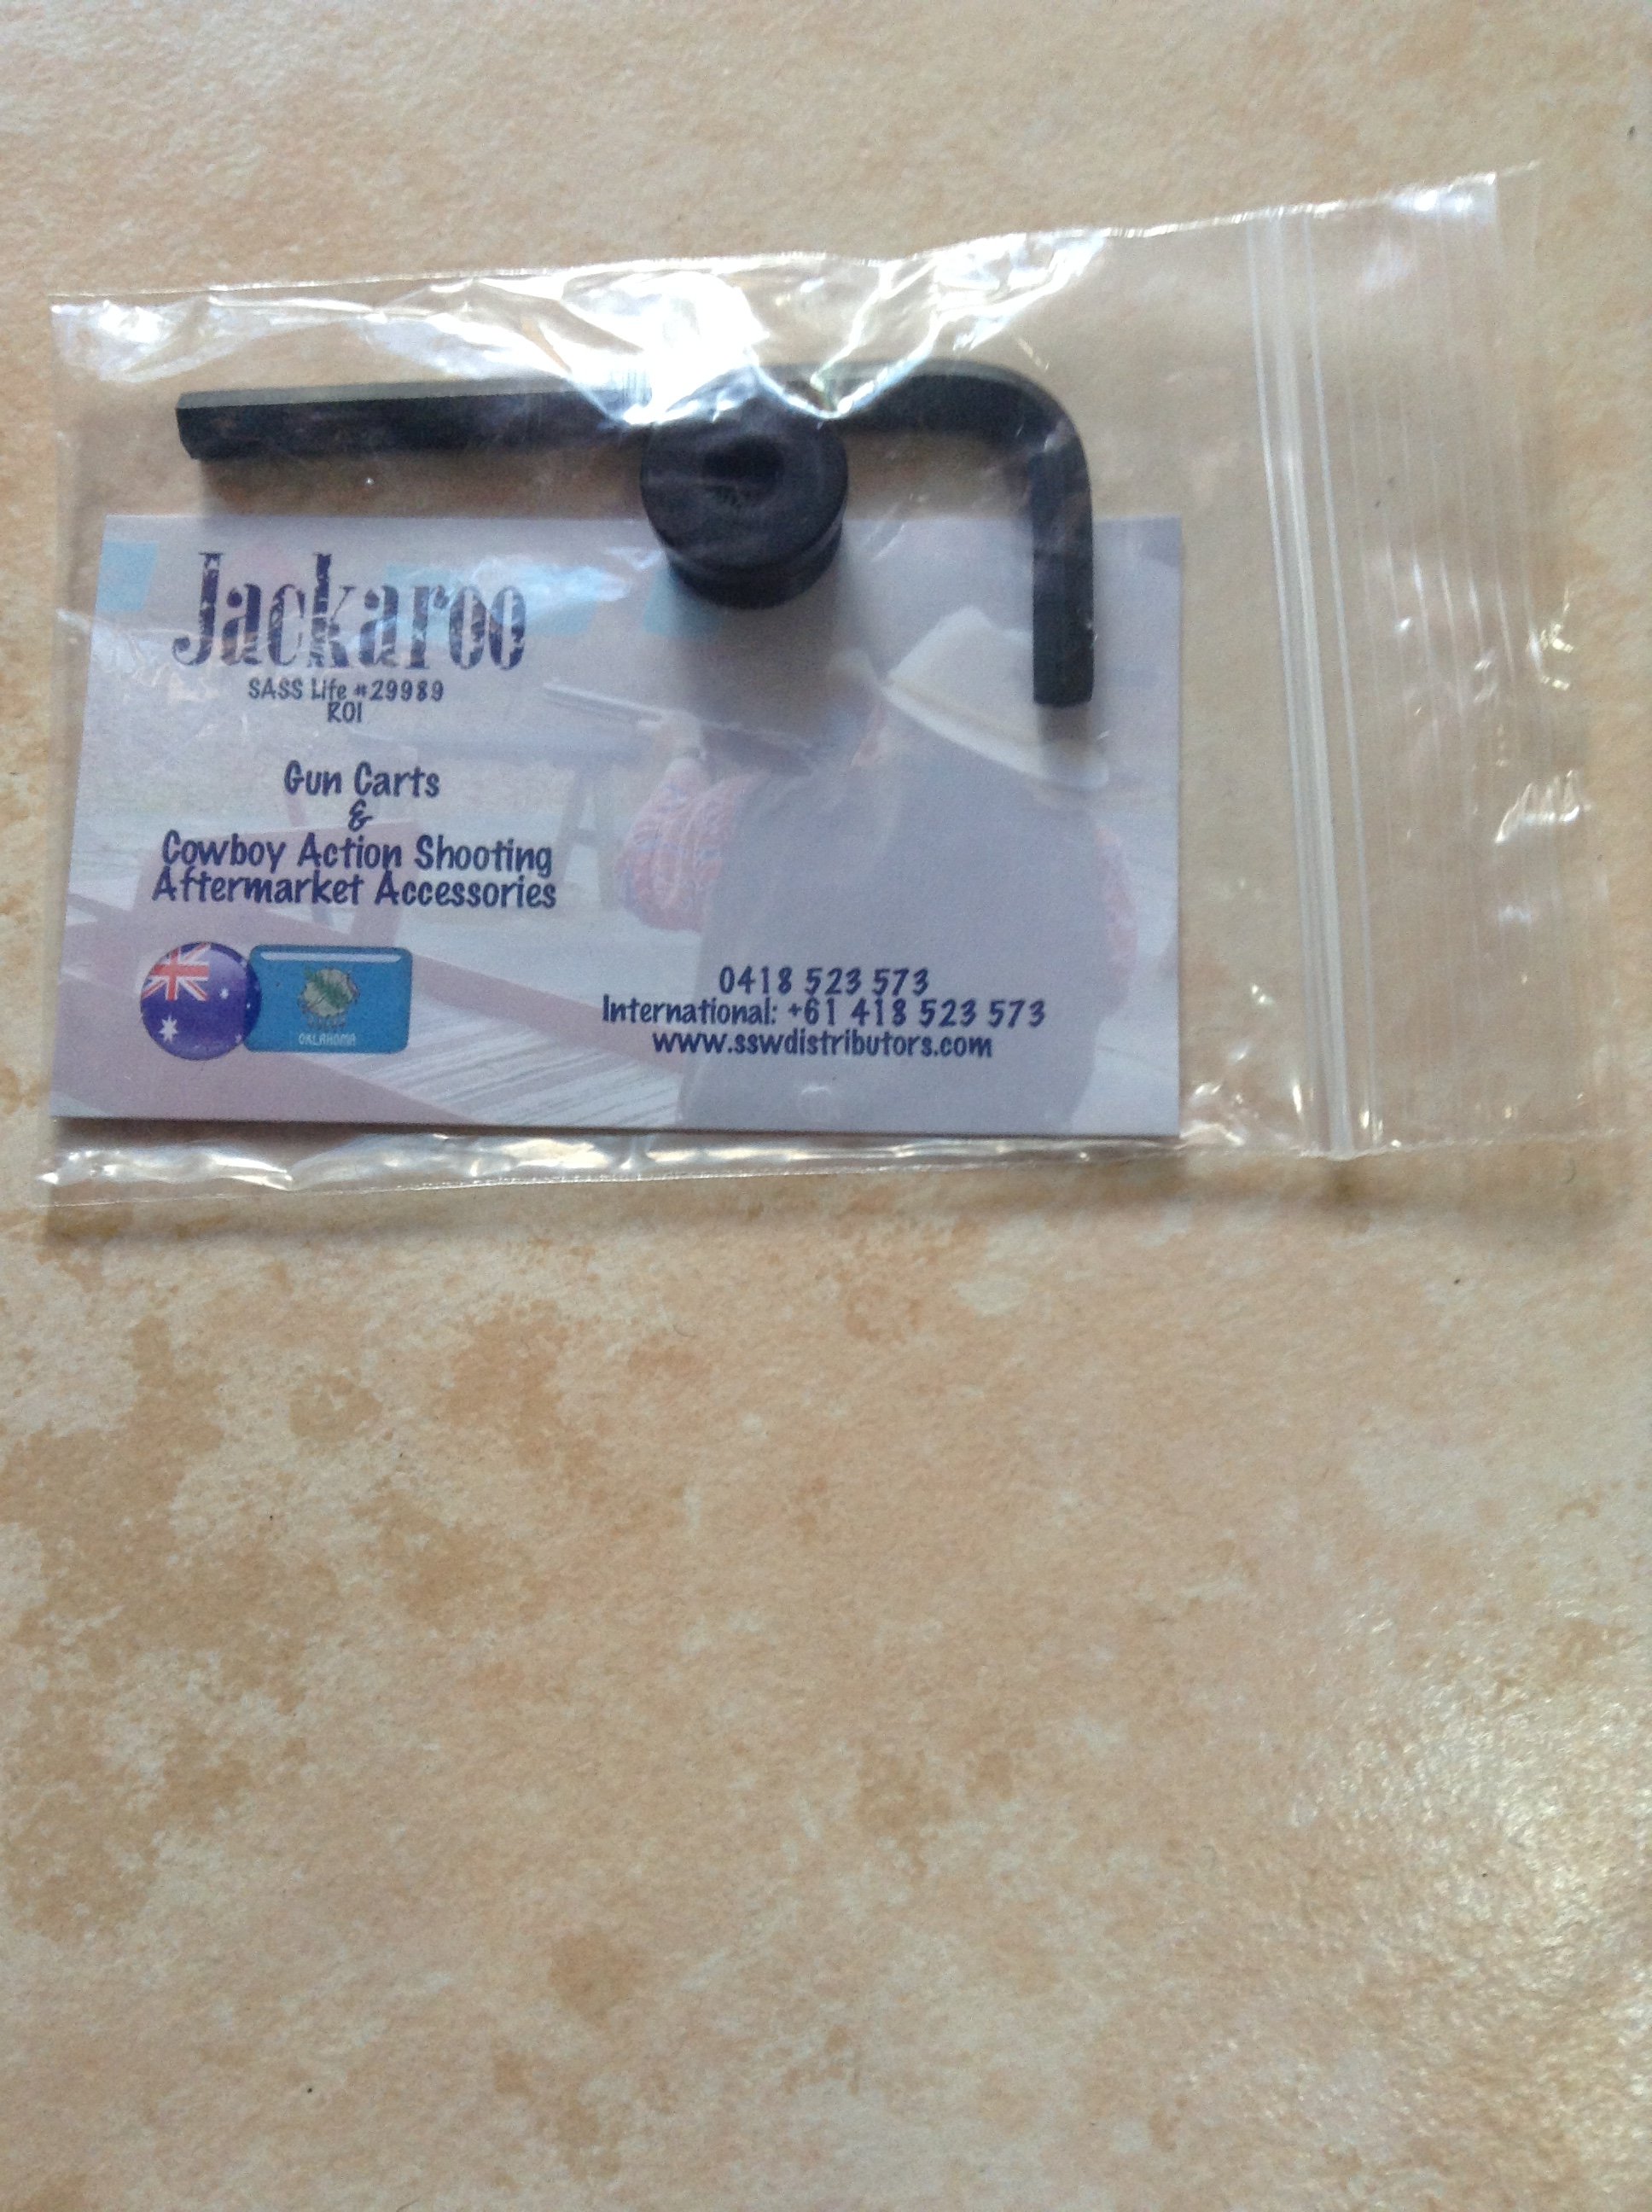 Jackaroo
SASS Life #29989
ROI
Gun Carts
&
Cowboy Action Shooting
Aftermarket Accessories
OKLAHOMA
0418 523 573
International: +61 418 523 573
www.sswdistributors.com